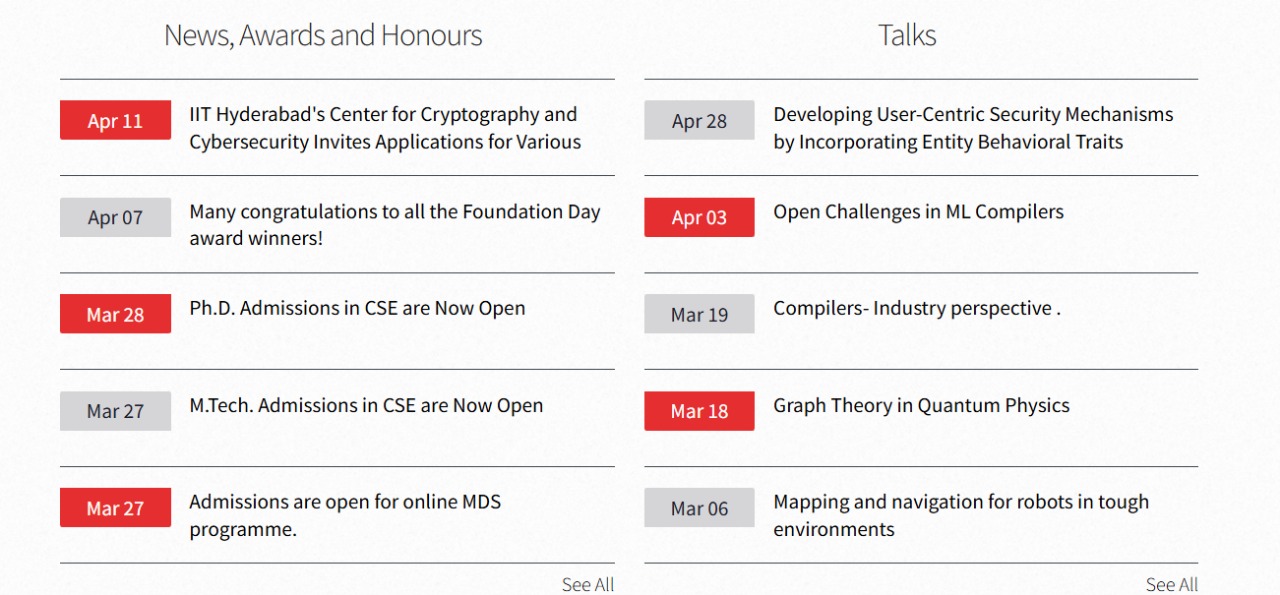 News, Awards and Honours
Apr 11
IIT Hyderabad's Center for Cryptography and
Cybersecurity Invites Applications for Various
Apr 07
Many congratulations to all the Foundation Day
award winners!
Mar 28
Ph.D. Admissions in CSE are Now Open
Mar 27
M.Tech. Admissions in CSE are Now Open
Mar 27
Admissions are open for online MDS
programme.
See All
Talks
Apr 28
Developing User-Centric Security Mechanisms
by Incorporating Entity Behavioral Traits
Apr 03
Open Challenges in ML Compilers
Mar 19
Compilers- Industry perspective .
Mar 18
Graph Theory in Quantum Physics
Mar 06
Mapping and navigation for robots in tough
environments
See All